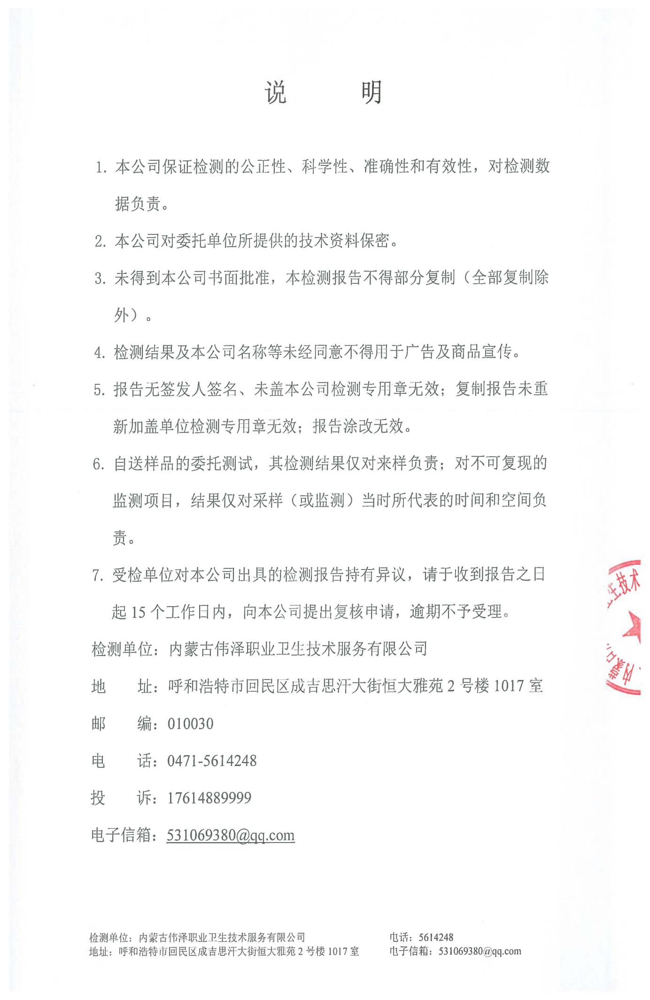 说 明
1. 本公司保证检测的公正性、科学性、准确性和有效性，对检测数
据负责。
2. 本公司对委托单位所提供的技术资料保密。
3. 未得到本公司书面批准，本检测报告不得部分复制（全部复制除
外）。
4. 检测结果及本公司名称等未经同意不得用于广告及商品宣传。
5. 报告无签发人签名、未盖本公司检测专用章无效；复制报告未重
新加盖单位检测专用章无效；报告涂改无效。
6. 自送样品的委托测试，其检测结果仅对来样负责；对不可复现的
监测项目，结果仅对采样（或监测）当时所代表的时间和空间负
责。
7. 受检单位对本公司出具的检测报告持有异议，请于收到报告之日
起 15 个工作日内，向本公司提出复核申请，逾期不予受理。
检测单位：内蒙古伟泽职业卫生技术服务有限公司
地 址：呼和浩特市回民区成吉思汗大街恒大雅苑 2 号楼 1017 室
邮 编：010030
电 话：0471-5614248
投 诉：17614889999
电子信箱：531069380@qq.com
生技术
内蒙
检测单位：内蒙古伟泽职业卫生技术服务有限公司 电话：5614248
地址：呼和浩特市回民区成吉思汗大街恒大雅苑 2 号楼 1017 室 电子信箱：531069380@qq.com